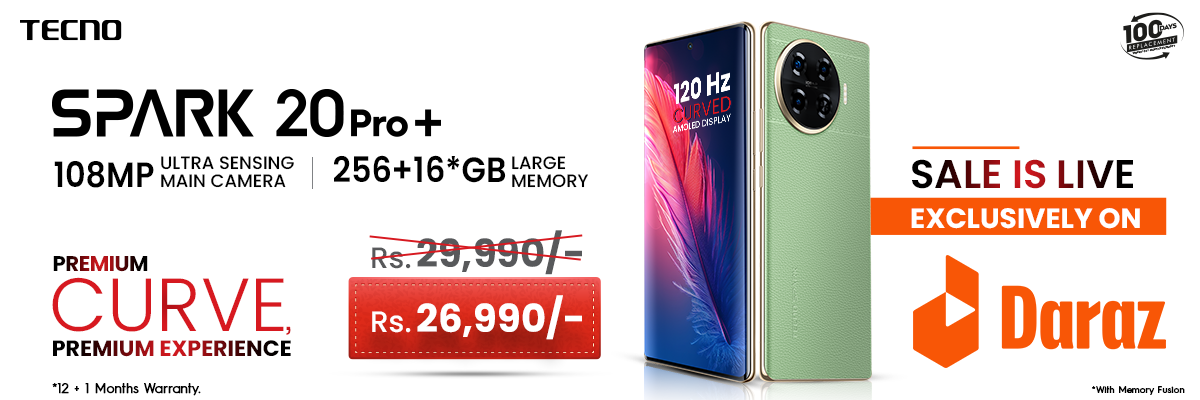 TECNO
SPARK 20 Pro+
108MP ULTRA SENSING
MAIN CAMERA
256+16*GB LARGE
MEMORY
PREMIUM
CURVE,
PREMIUM EXPERIENCE
*12 + 1 Months Warranty.
Rs. 29,990/-
Rs. 26,990/-
120 Hz
CURVED
AMOLED DISPLAY
100 DAYS
REPLACEMENT
SALE IS LIVE
EXCLUSIVELY ON
Daraz
*With Memory Fusion